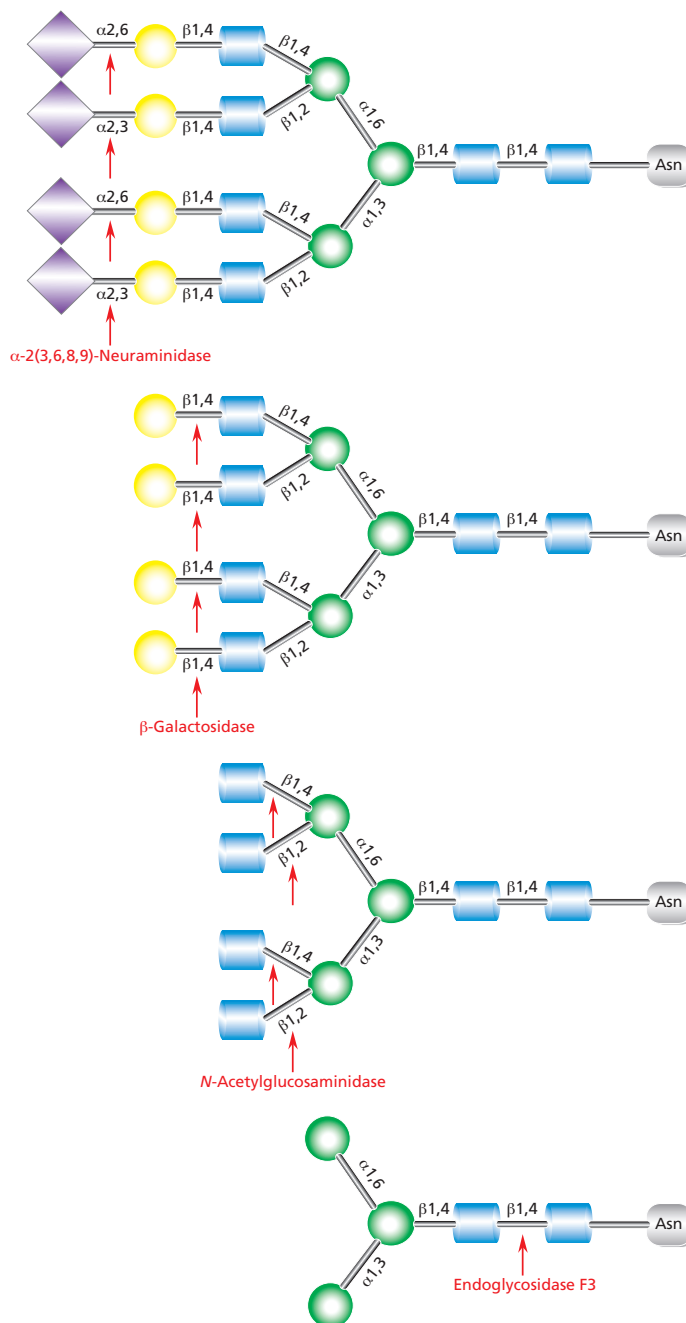 α2,6 β1,4 β1,4
α2,3 β1,4 β1,2 α1,6
β1,4 β1,4 Asn
α2,6 β1,4 β1,4 α1,3
α2,3 β1,4 β1,2
α-2(3,6,8,9)-Neuraminidase
β1,4 β1,4
β1,4 β1,2 α1,6
β1,4 β1,4 Asn
β1,4 β1,4 α1,3
β1,4 β1,2
β-Galactosidase
β1,4
β1,2 α1,6
β1,4 β1,4 Asn
β1,4 α1,3
β1,2
N-Acetylglucosaminidase
α1,6
β1,4 β1,4 Asn
α1,3
Endoglycosidase F3